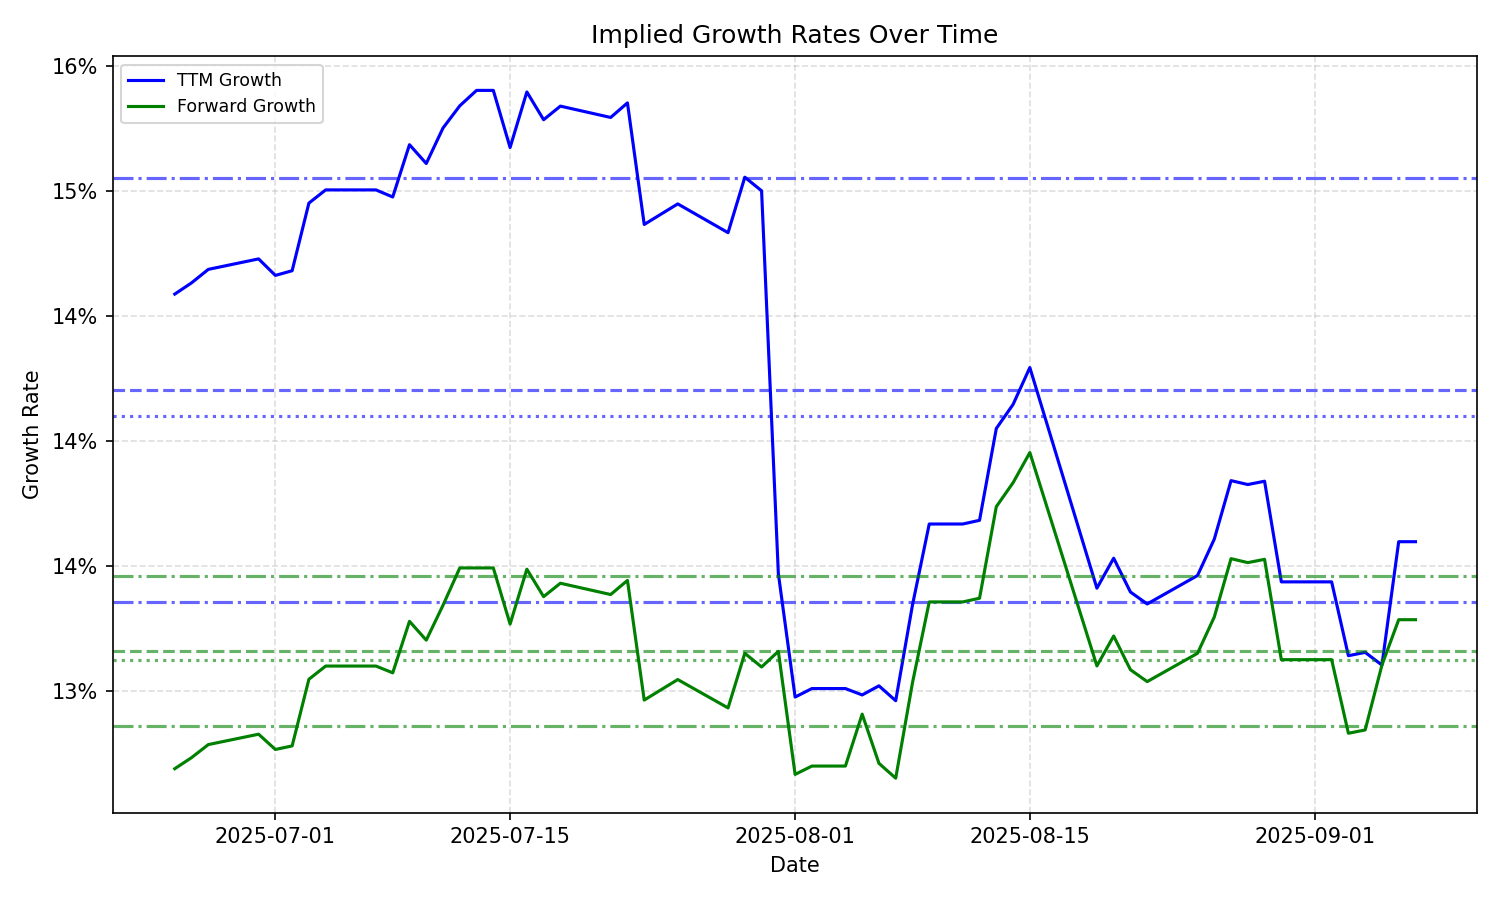 Implied Growth Rates Over Time
TTM Growth
Forward Growth
16%
15%
14%
14%
14%
13%
Growth Rate
2025-07-01
2025-07-15
2025-08-01
2025-08-15
2025-09-01
Date